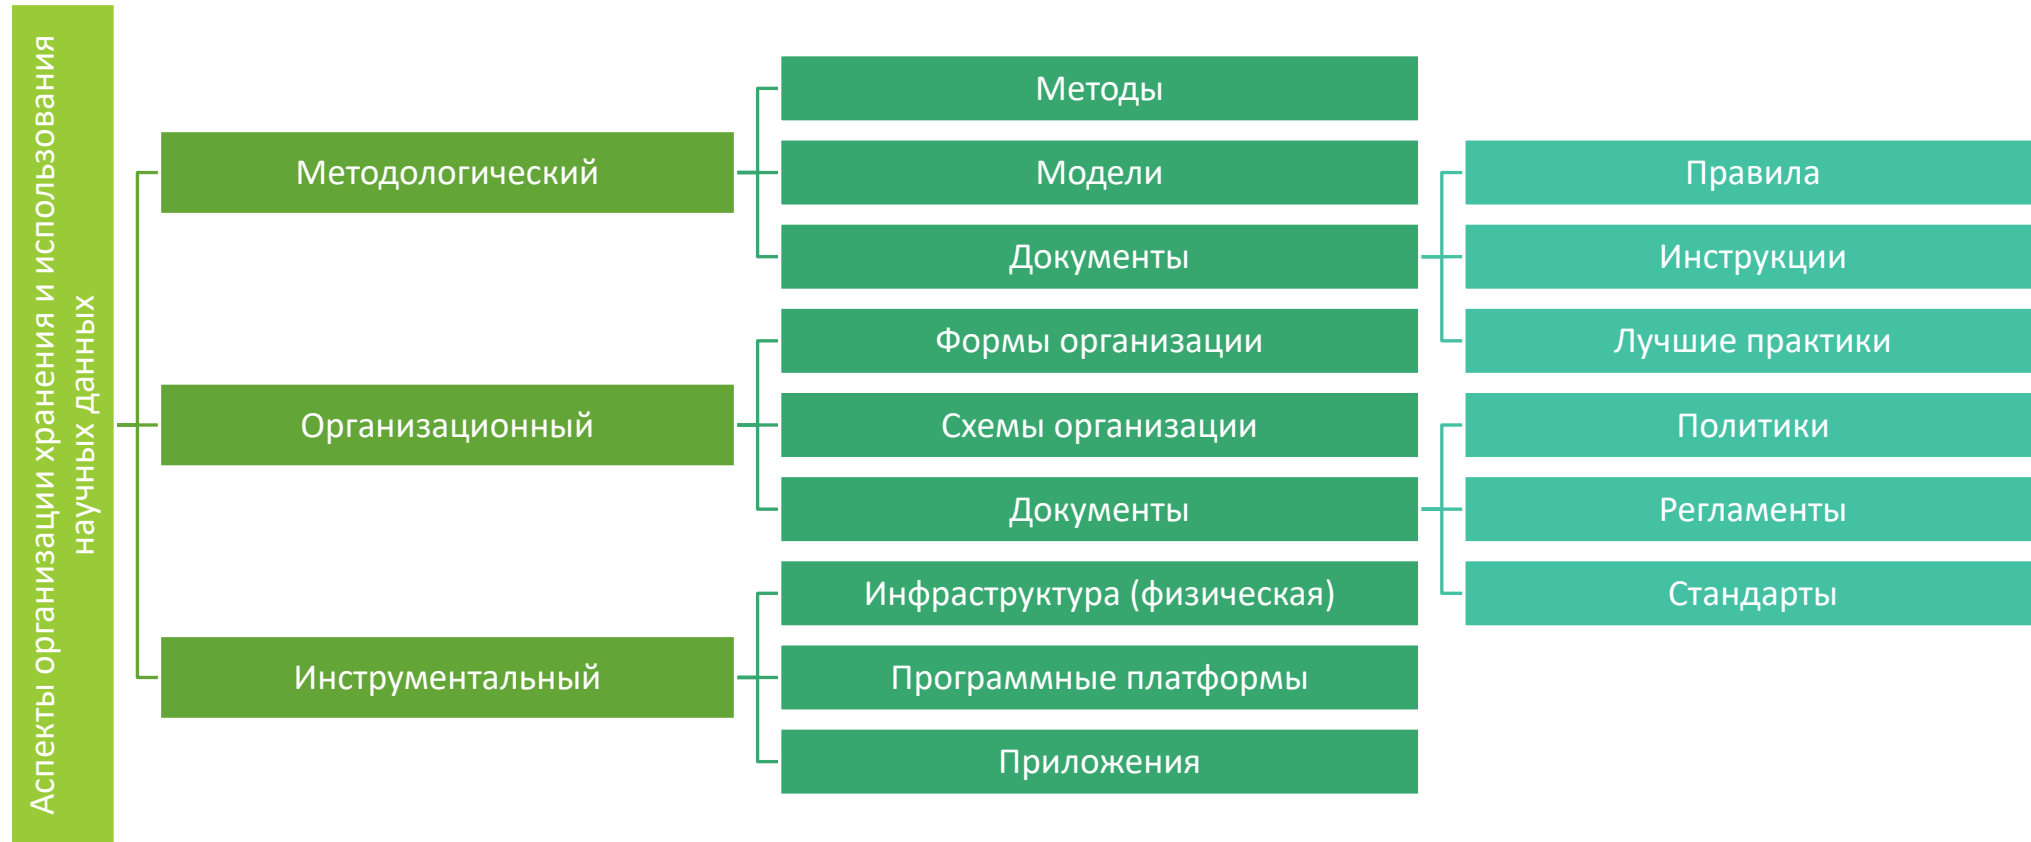 Аспекты организации хранения и использования
научных данных
Методологический
Методы
Модели
Документы
Правила
Инструкции
Лучшие практики
Организационный
Формы организации
Схемы организации
Документы
Политики
Регламенты
Стандарты
Инструментальный
Инфраструктура (физическая)
Программные платформы
Приложения